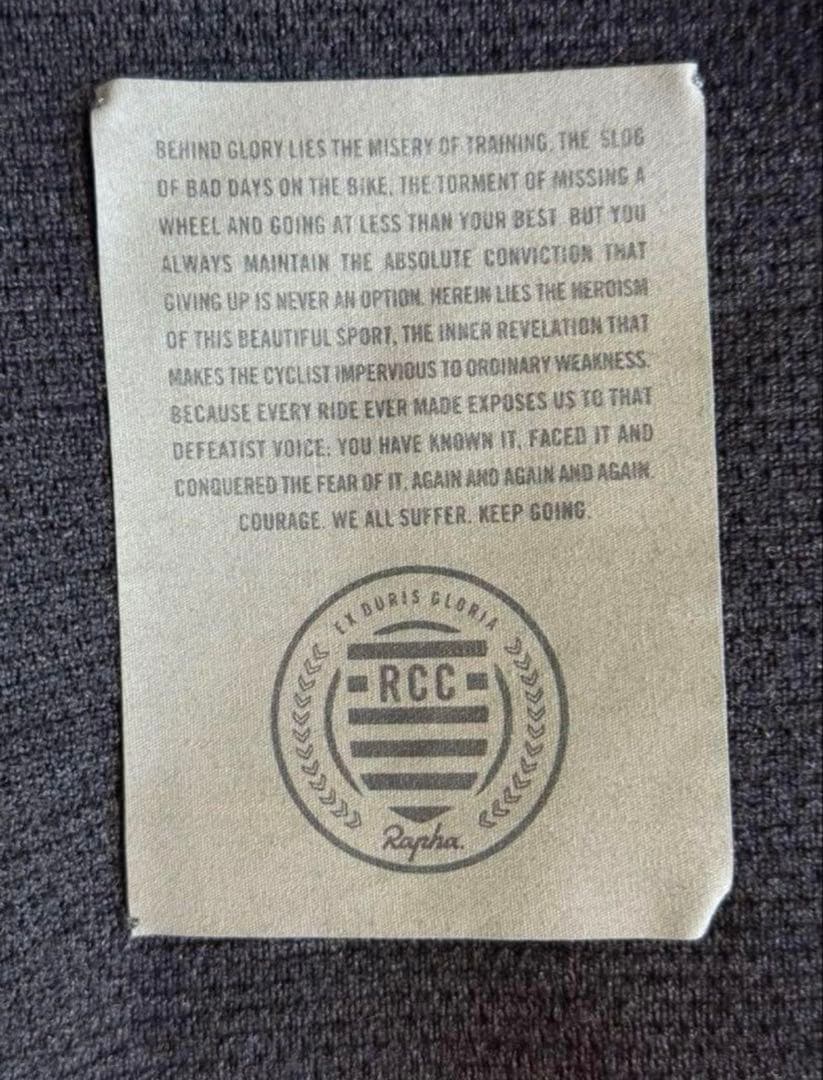 BEHIND GLORY LIES THE MISERY OF TRAINING, THE SLOG
OF BAD DAYS ON THE BIKE, THE TORMENT OF MISSING A
WHEEL AND GOING AT LESS THAN YOUR BEST. BUT YOU
ALWAYS MAINTAIN THE ABSOLUTE CONVICTION THAT
GIVING UP IS NEVER AN OPTION. HEREIN LIES THE HEROISM
OF THIS BEAUTIFUL SPORT, THE INNER REVELATION THAT
MAKES THE CYCLIST IMPERVIOUS TO ORDINARY WEAKNESS.
BECAUSE EVERY RIDE EVER MADE EXPOSES US TO THAT
DEFEATIST VOICE: YOU HAVE KNOWN IT, FACED IT AND
CONQUERED THE FEAR OF IT, AGAIN AND AGAIN AND AGAIN.
COURAGE. WE ALL SUFFER. KEEP GOING.
EX DURIS GLORIA
RCC
Rapha.